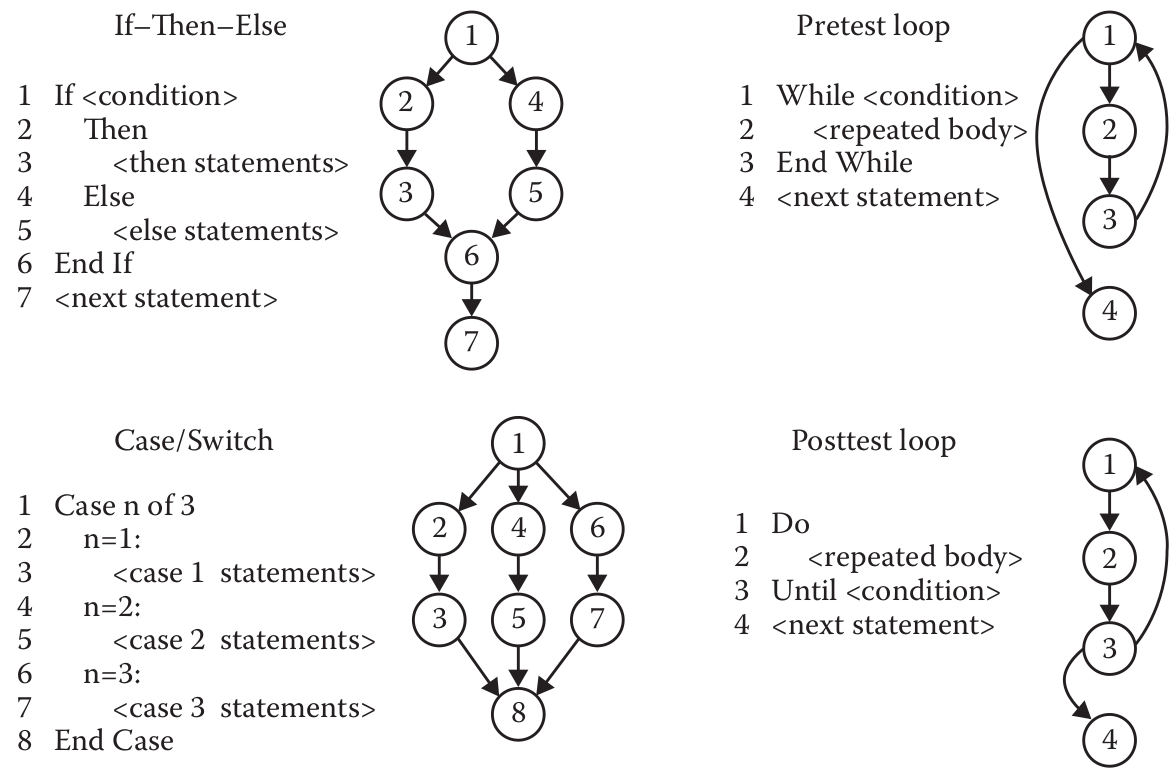 If–Then–Else
1 If <condition>
2 Then
3 <then statements>
4 Else
5 <else statements>
6 End If
7 <next statement>
1
2 4
3 5
6
7
Pretest loop
1 While <condition>
2 <repeated body>
3 End While
4 <next statement>
1
2
3
4
Case/Switch
1 Case n of 3
2 n=1:
3 <case 1 statements>
4 n=2:
5 <case 2 statements>
6 n=3:
7 <case 3 statements>
8 End Case
1
2 4 6
3 5 7
8
Posttest loop
1 Do
2 <repeated body>
3 Until <condition>
4 <next statement>
1
2
3
4